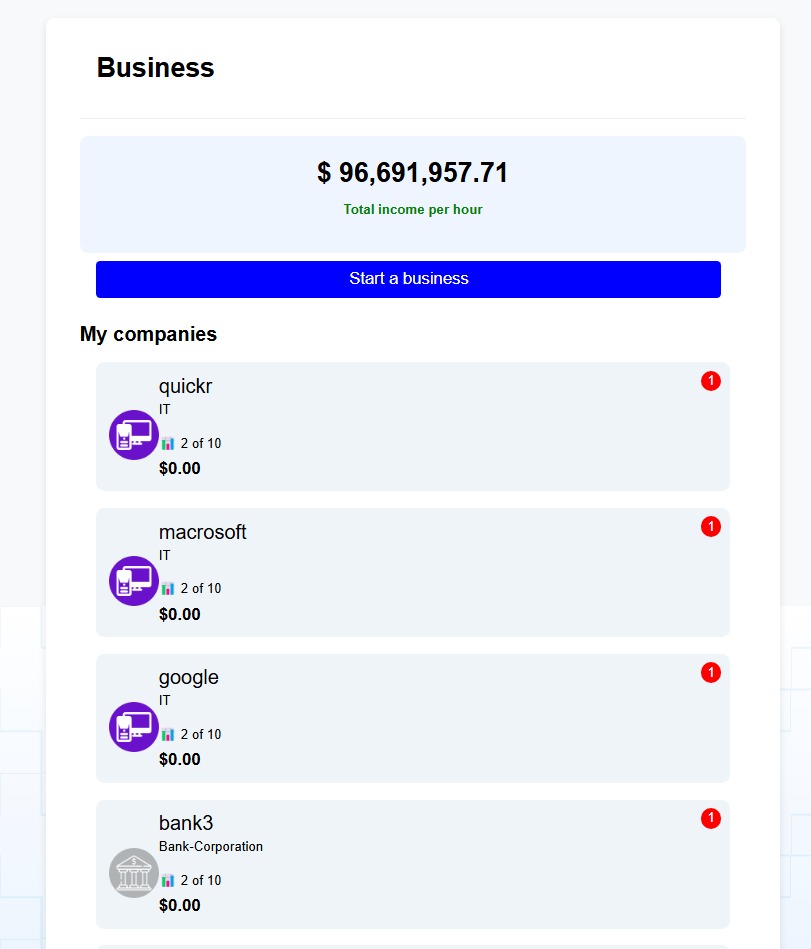 Business
$ 96,691,957.71
Total income per hour
Start a business
My companies
quickr
1
IT
2 of 10
$0.00
macrosoft
1
IT
2 of 10
$0.00
google
1
IT
2 of 10
$0.00
bank3
1
Bank-Corporation
2 of 10
$0.00